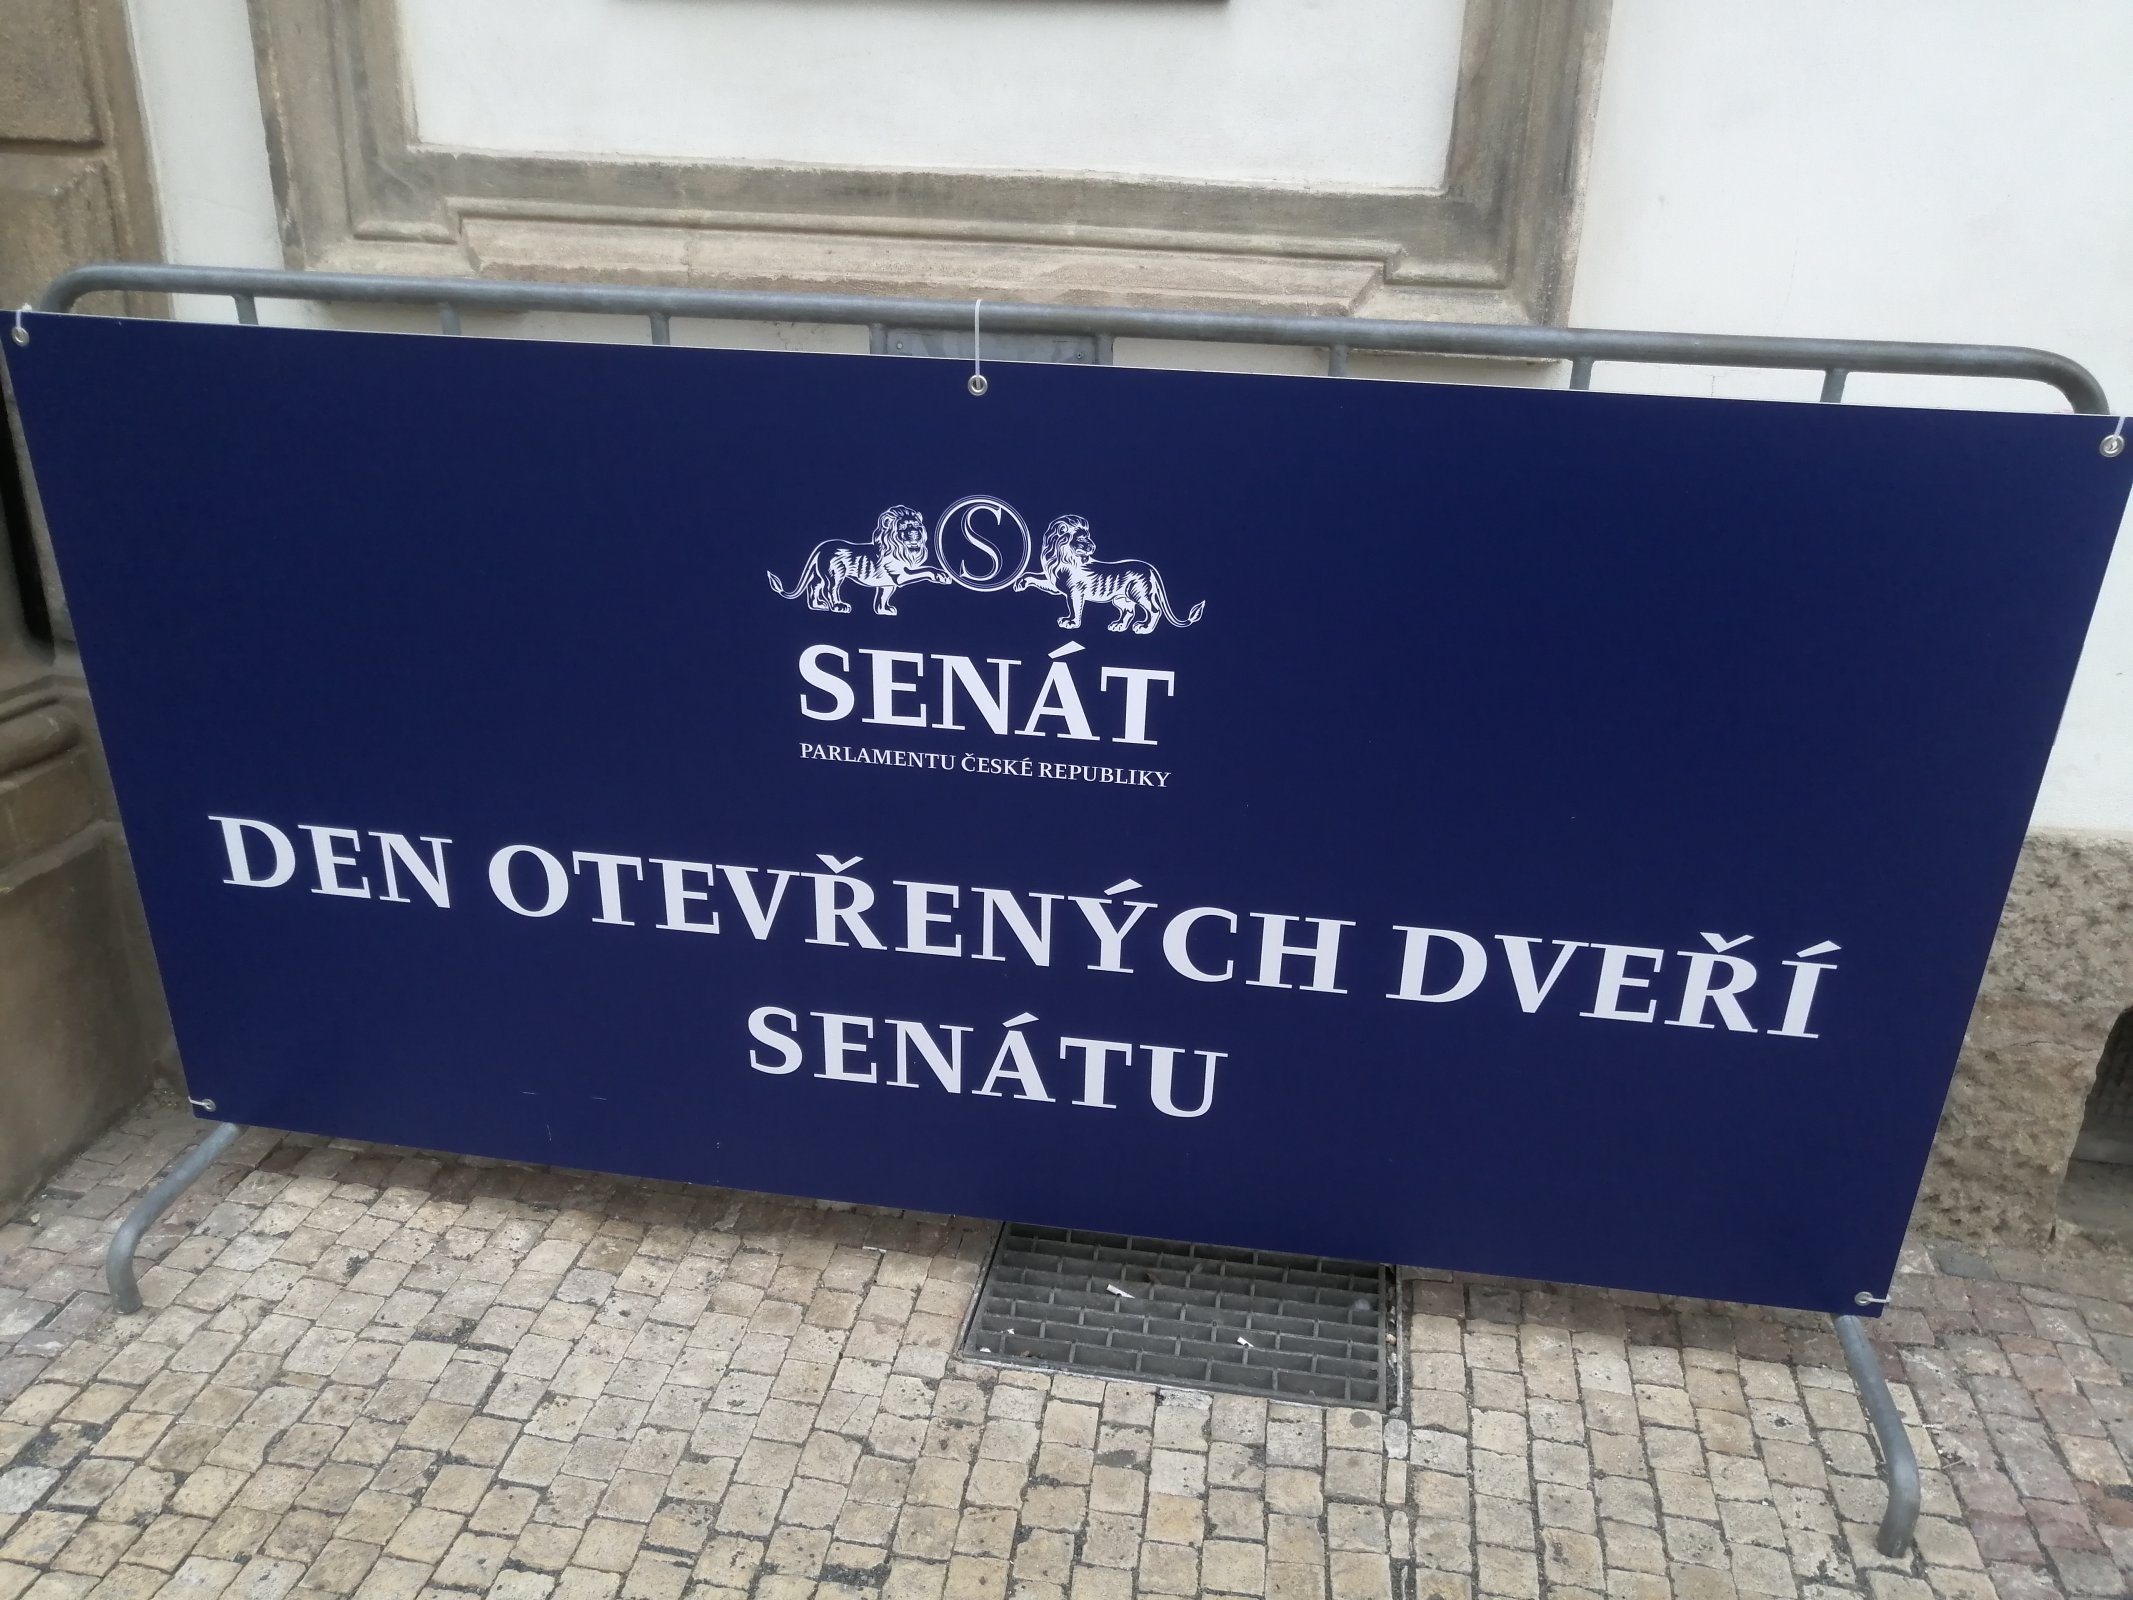 S
SENÁT
PARLAMENTU ČESKÉ REPUBLIKY
DEN OTEVŘENÝCH DVEŘÍ
SENÁTU